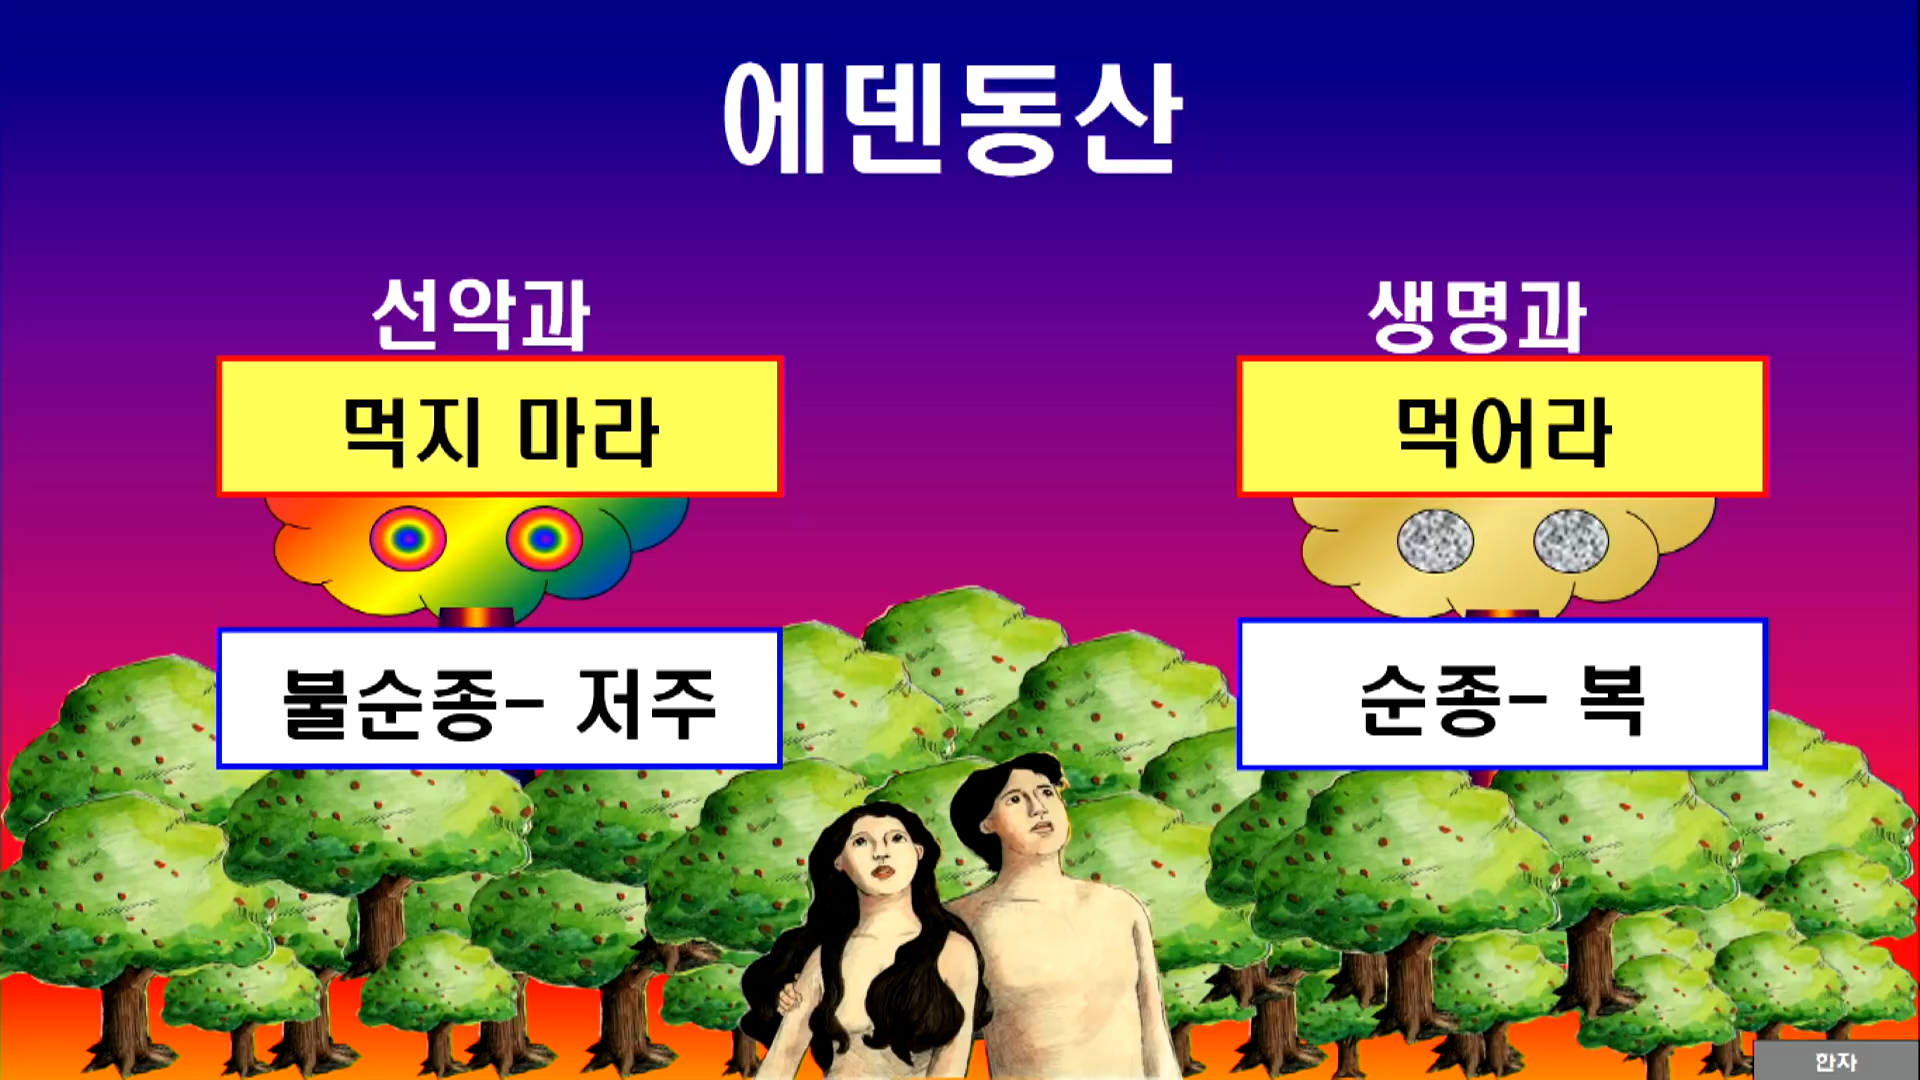 에덴동산
선악과
먹지 마라
불순종- 저주
생명과
먹어라
순종- 복
한자